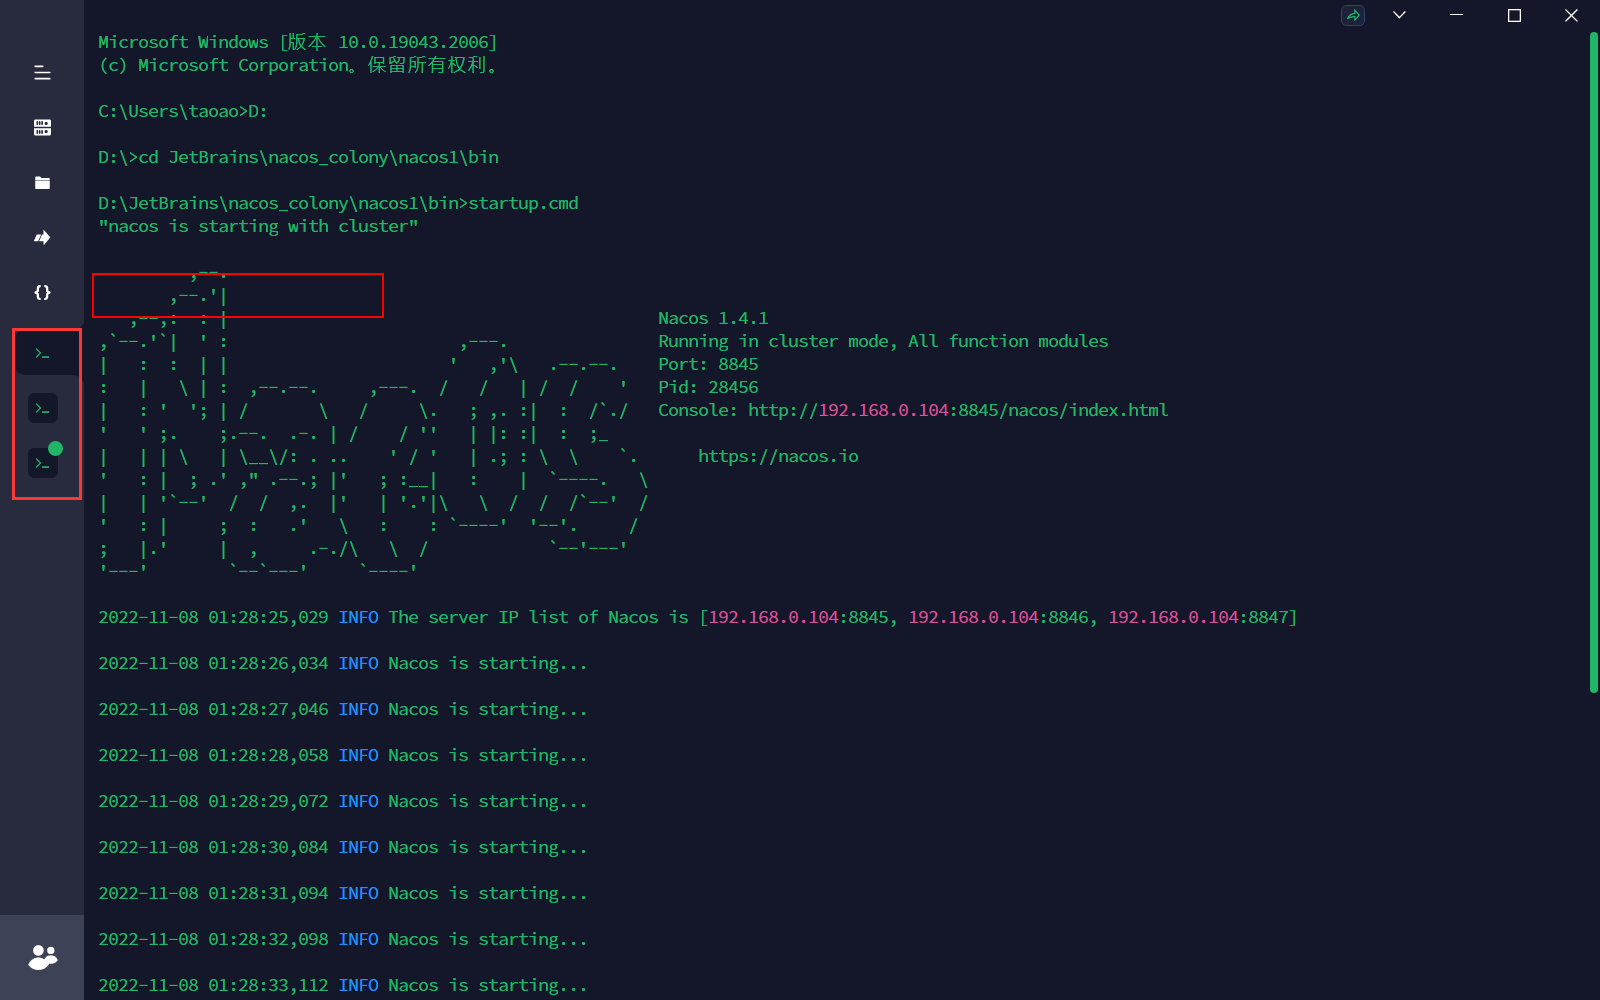 Microsoft Windows [版本 10.0.19043.2006]
(c) Microsoft Corporation。保留所有权利。
C:\Users\taoao>D:
D:\>cd JetBrains\nacos_colony\nacos1\bin
D:\JetBrains\nacos_colony\nacos1\bin>startup.cmd
"nacos is starting with cluster"
         ,--.
       ,--.'|
   ,--,:  : |                                           Nacos 1.4.1
,`--.'`|  ' :                       ,---.               Running in cluster mode, All function modules
|   :  :  | |                      '   ,'\   .--.--.    Port: 8845
:   |   \ | :  ,--.--.     ,---.  /   /   | /  /    '   Pid: 28456
|   : '  '; | /       \   /     \.   ; ,. :|  :  /`./   Console: http://192.168.0.104:8845/nacos/index.html
'   ' ;.    ;.--.  .-. | /    / ''   | |: :|  :  ;_
|   | | \   | \__\/: . ..    ' / '   | .; : \  \    `.      https://nacos.io
'   : |  ; .' ," .--.; |'   ; :__|   :    |  `----.   \
|   | '`--'  /  /  ,.  |'   | '.'|\   \  /  /  /`--'  /
'   : |     ;  :   .'   \   :    : `----'  '--'.     /
;   |.'     |  ,     .-./\   \  /            `--'---'
'---'        `--`---'     `----'
2022-11-08 01:28:25,029 INFO The server IP list of Nacos is [192.168.0.104:8845, 192.168.0.104:8846, 192.168.0.104:8847]
2022-11-08 01:28:26,034 INFO Nacos is starting...
2022-11-08 01:28:27,046 INFO Nacos is starting...
2022-11-08 01:28:28,058 INFO Nacos is starting...
2022-11-08 01:28:29,072 INFO Nacos is starting...
2022-11-08 01:28:30,084 INFO Nacos is starting...
2022-11-08 01:28:31,094 INFO Nacos is starting...
2022-11-08 01:28:32,098 INFO Nacos is starting...
2022-11-08 01:28:33,112 INFO Nacos is starting...